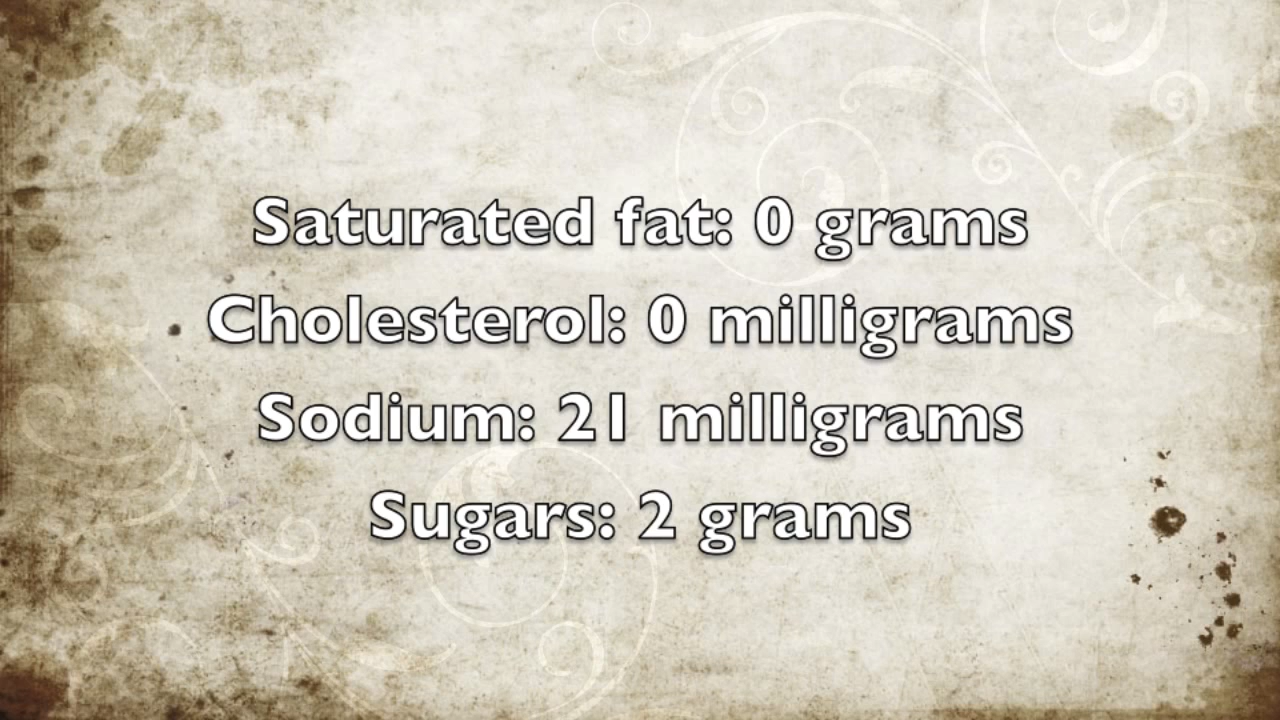 Saturated fat: 0 grams
Cholesterol: 0 milligrams
Sodium: 21 milligrams
Sugars: 2 grams